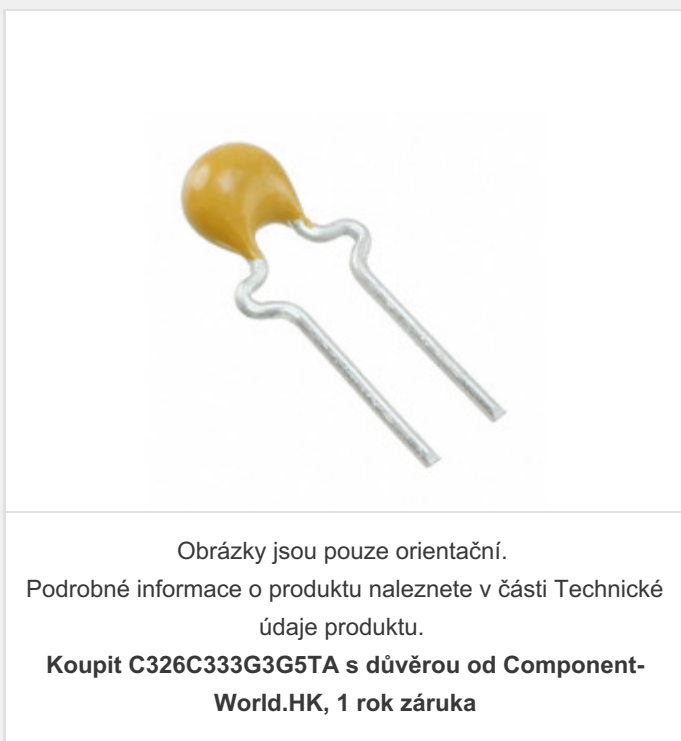 Obrázky jsou pouze orientační.
Podrobné informace o produktu naleznete v části Technické
údaje produktu.
Koupit C326C333G3G5TA s důvěrou od Component-
World.HK, 1 rok záruka